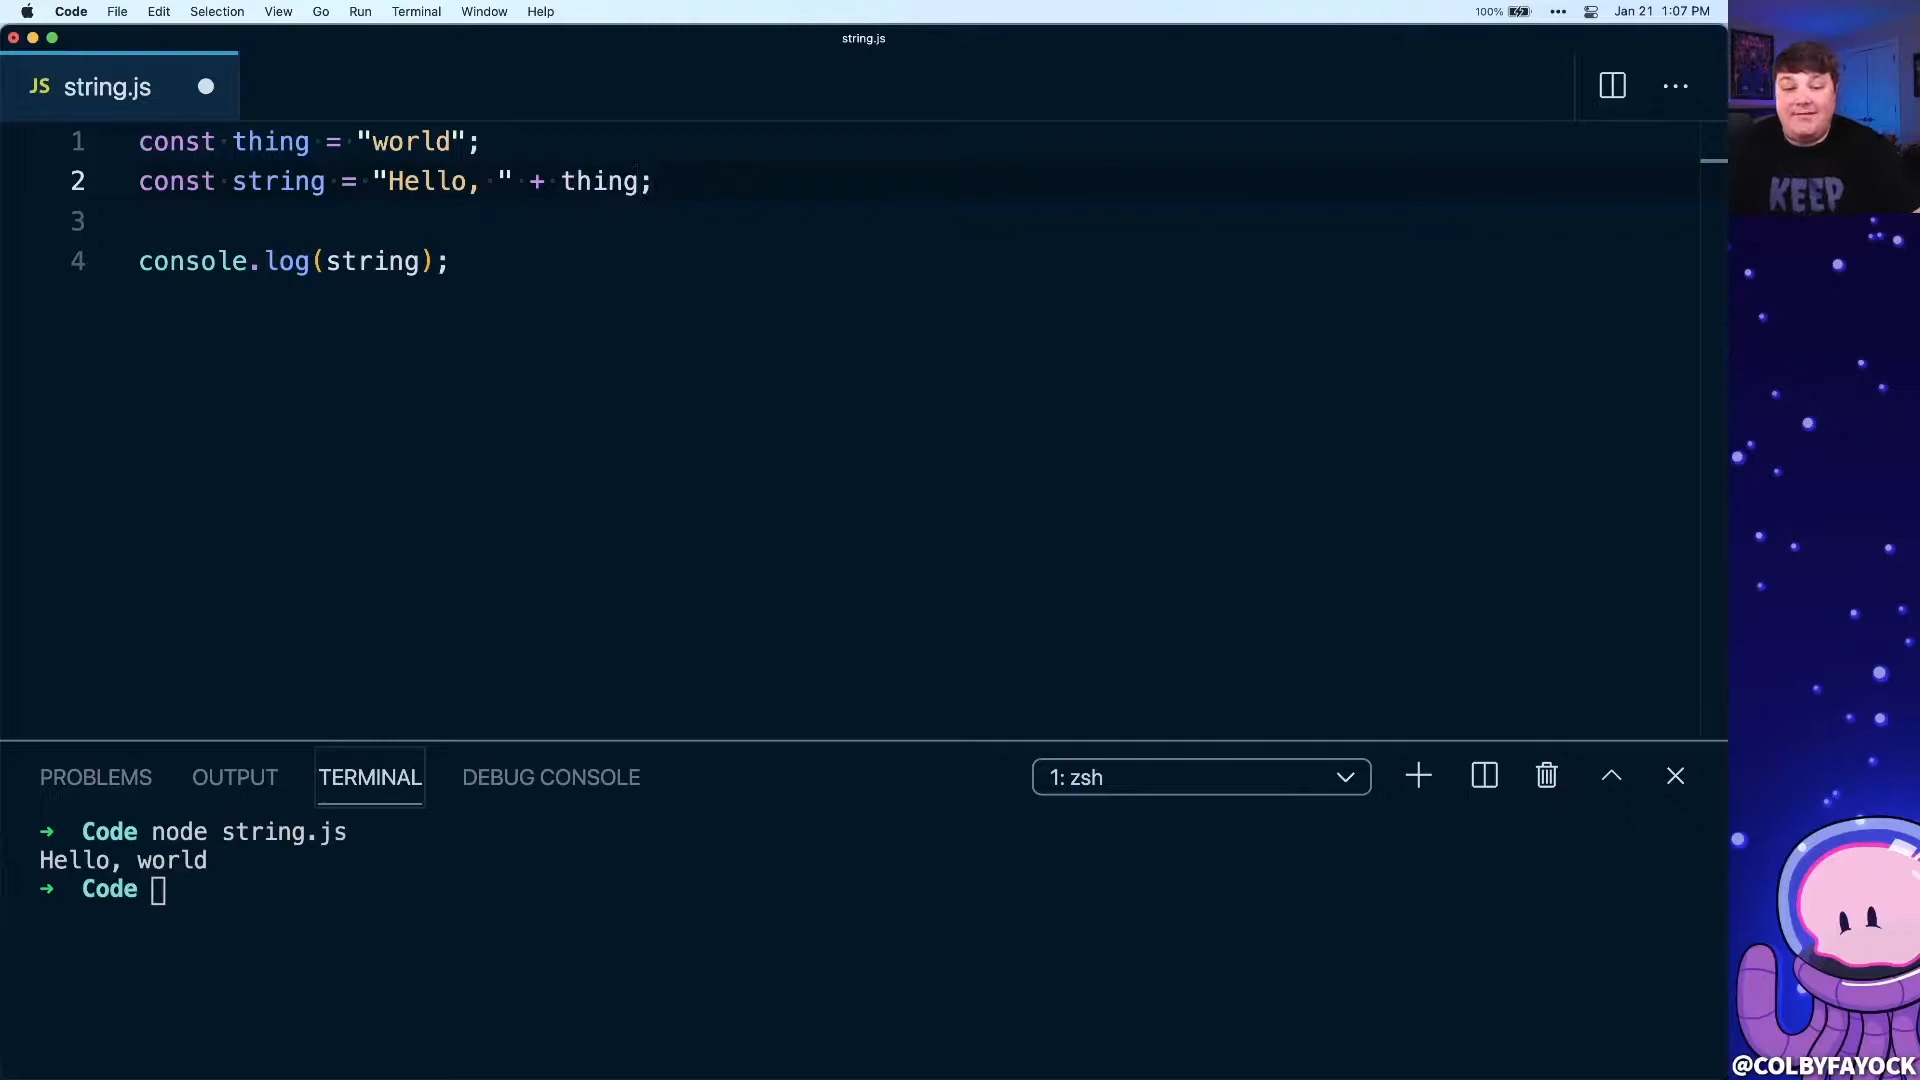 Code File Edit Selection View Go Run Terminal Window Help 100% Jan 21 1:07 PM
string.js
JS string.js
1 const thing = "world";
2 const string = "Hello, " + thing;
3
4 console.log(string);
PROBLEMS OUTPUT TERMINAL DEBUG CONSOLE 1: zsh
➜ Code node string.js
Hello, world
➜ Code
KEEP
@COLBYFAYOCK